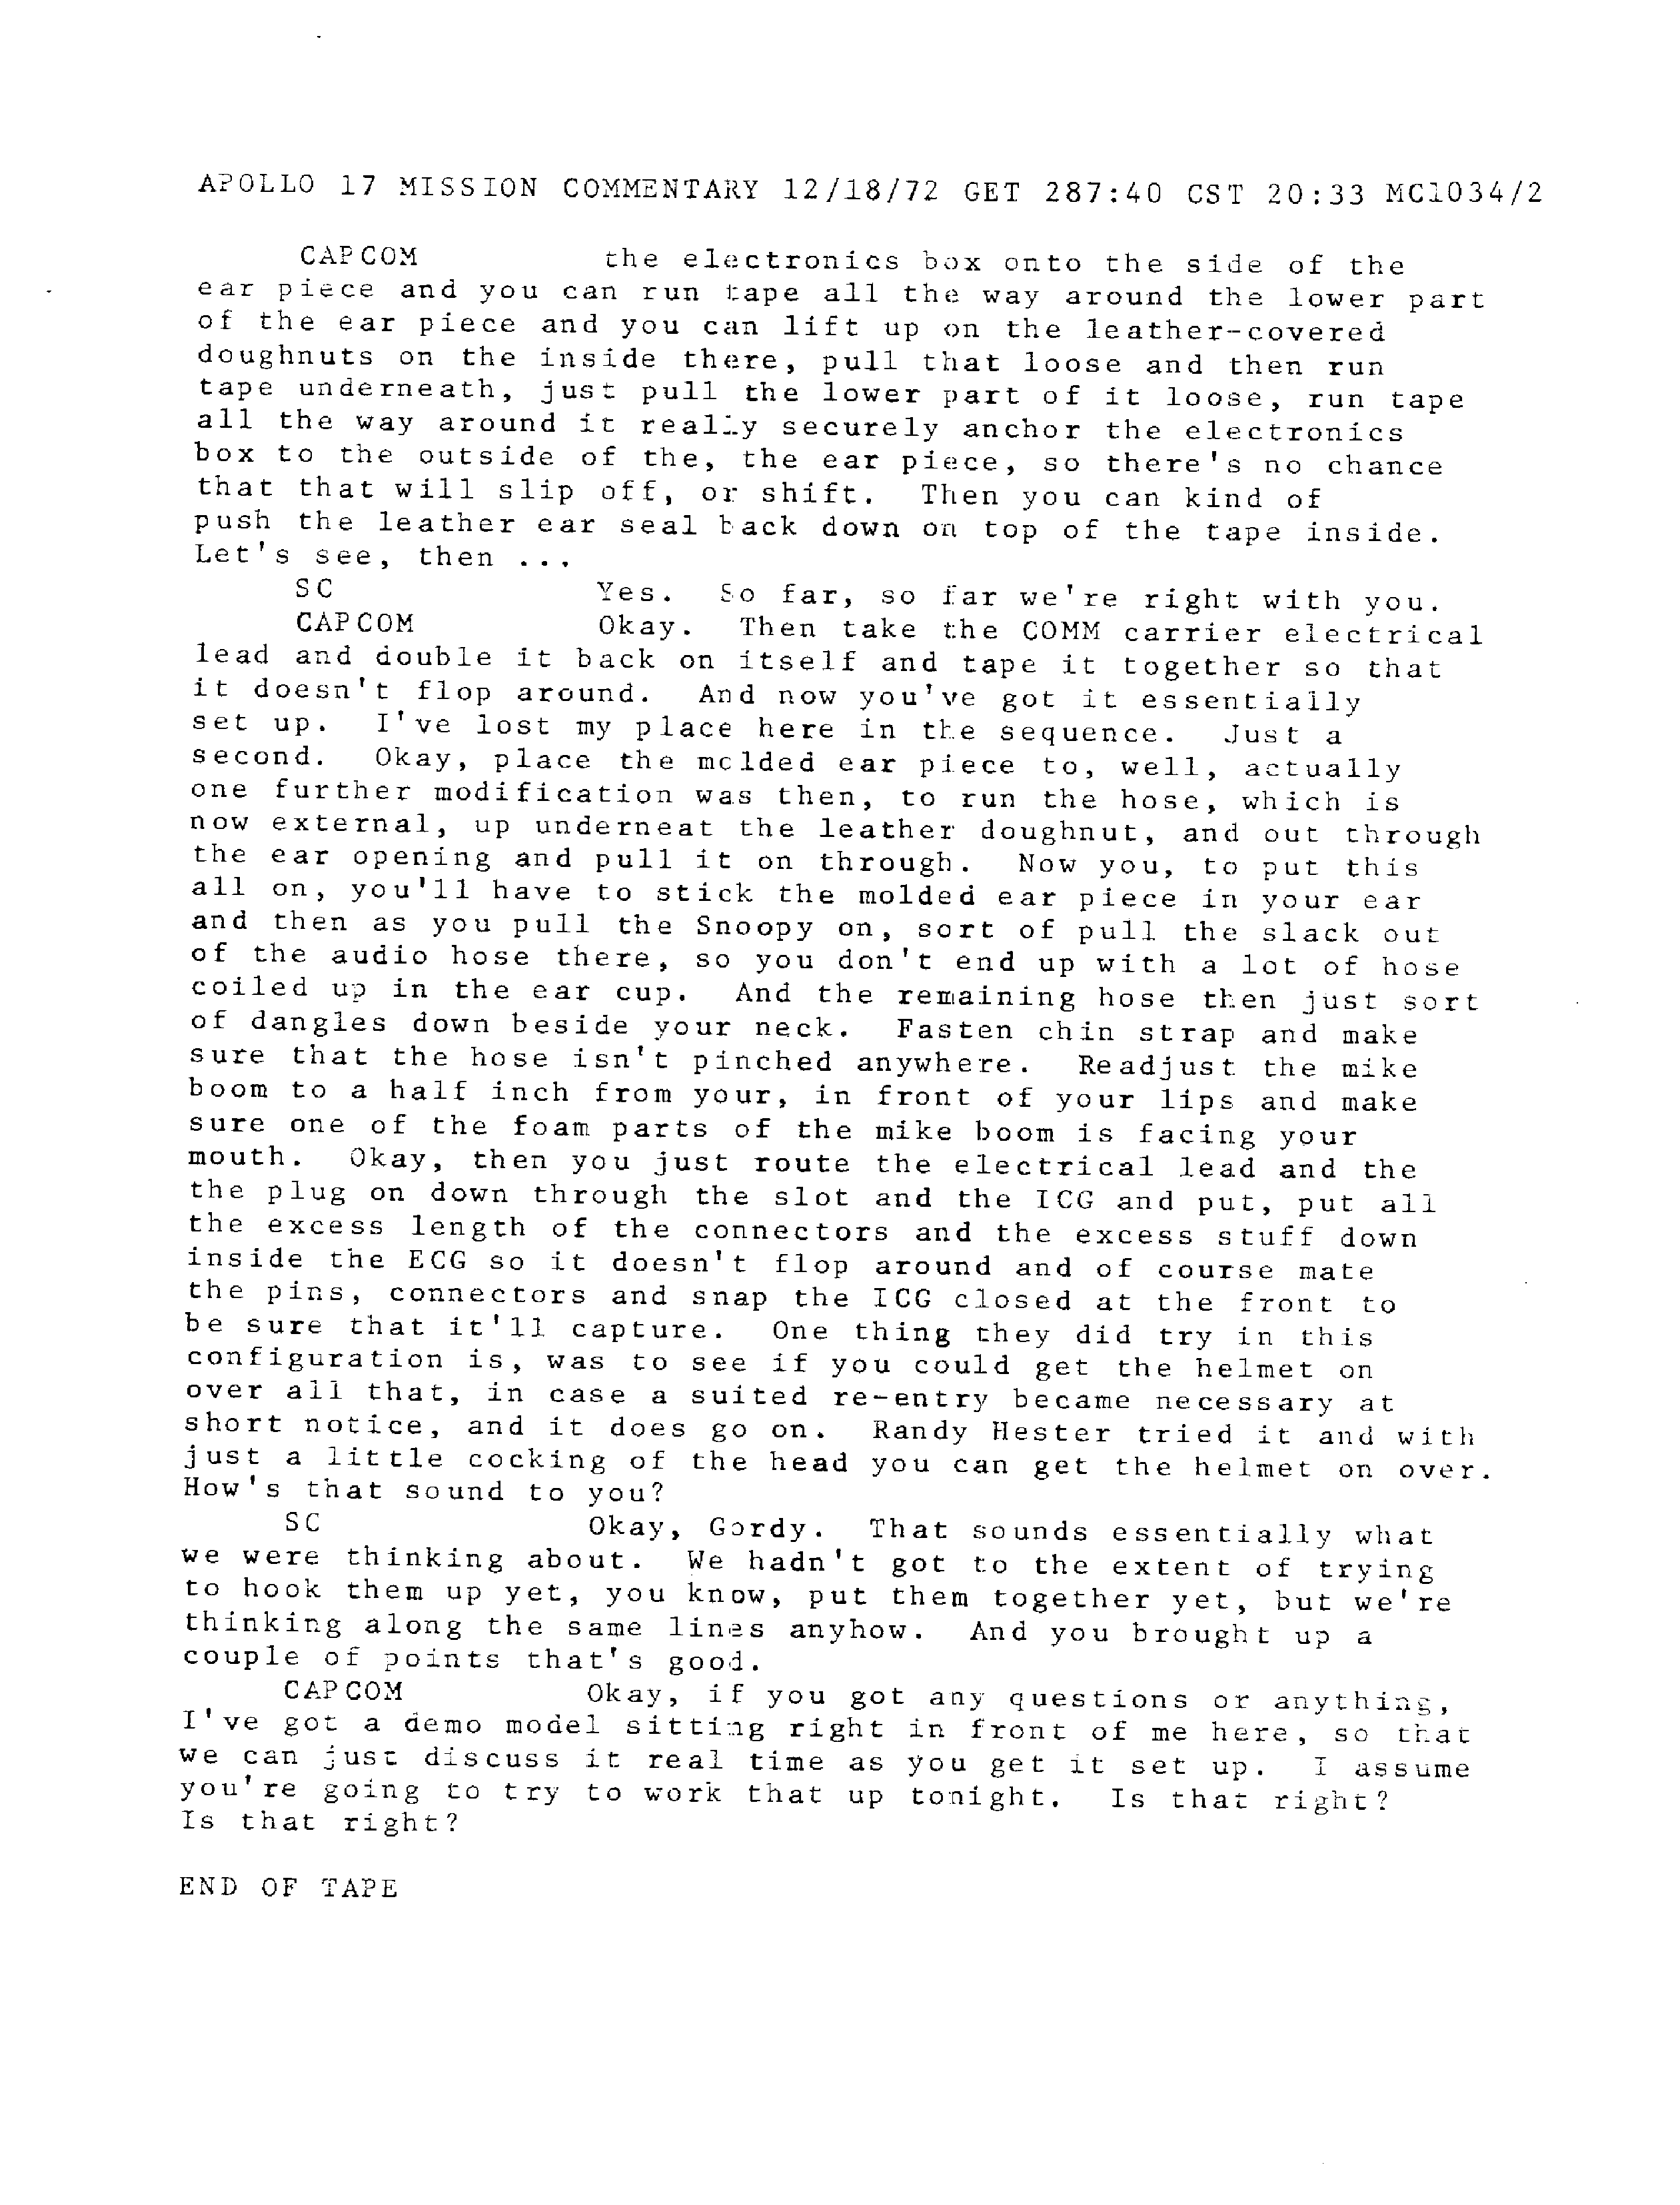 APOLLO 17 MISSION COMMENTARY 12/18/72 GET 287:40 CST 20:33 MC1034/2
CAPCOM the electronics box onto the side of the
ear piece and you can run tape all the way around the lower part
of the ear piece and you can lift up on the leather-covered
doughnuts on the inside there, pull that loose and then run
tape underneath, just pull the lower part of it loose, run tape
all the way around it really securely anchor the electronics
box to the outside of the, the ear piece, so there's no chance
that that will slip off, or shift. Then you can kind of
push the leather ear seal back down on top of the tape inside.
Let's see, then ...
SC Yes. So far, so far we're right with you.
CAPCOM Okay. Then take the COMM carrier electrical
lead and double it back on itself and tape it together so that
it doesn't flop around. And now you've got it essentially
set up. I've lost my place here in the sequence. Just a
second. Okay, place the molded ear piece to, well, actually
one further modification was then, to run the hose, which is
now external, up underneat the leather doughnut, and out through
the ear opening and pull it on through. Now you, to put this
all on, you'll have to stick the molded ear piece in your ear
and then as you pull the Snoopy on, sort of pull the slack out
of the audio hose there, so you don't end up with a lot of hose
coiled up in the ear cup. And the remaining hose then just sort
of dangles down beside your neck. Fasten chin strap and make
sure that the hose isn't pinched anywhere. Readjust the mike
boom to a half inch from your, in front of your lips and make
sure one of the foam parts of the mike boom is facing your
mouth. Okay, then you just route the electrical lead and the
the plug on down through the slot and the ICG and put, put all
the excess length of the connectors and the excess stuff down
inside the ECG so it doesn't flop around and of course mate
the pins, connectors and snap the ICG closed at the front to
be sure that it'll capture. One thing they did try in this
configuration is, was to see if you could get the helmet on
over all that, in case a suited re-entry became necessary at
short notice, and it does go on. Randy Hester tried it and with
just a little cocking of the head you can get the helmet on over.
How's that sound to you?
SC Okay, Gordy. That sounds essentially what
we were thinking about. We hadn't got to the extent of trying
to hook them up yet, you know, put them together yet, but we're
thinking along the same lines anyhow. And you brought up a
couple of points that's good.
CAPCOM Okay, if you got any questions or anything,
I've got a demo model sitting right in front of me here, so that
we can just discuss it real time as you get it set up. I assume
you're going to try to work that up tonight. Is that right?
Is that right?
END OF TAPE